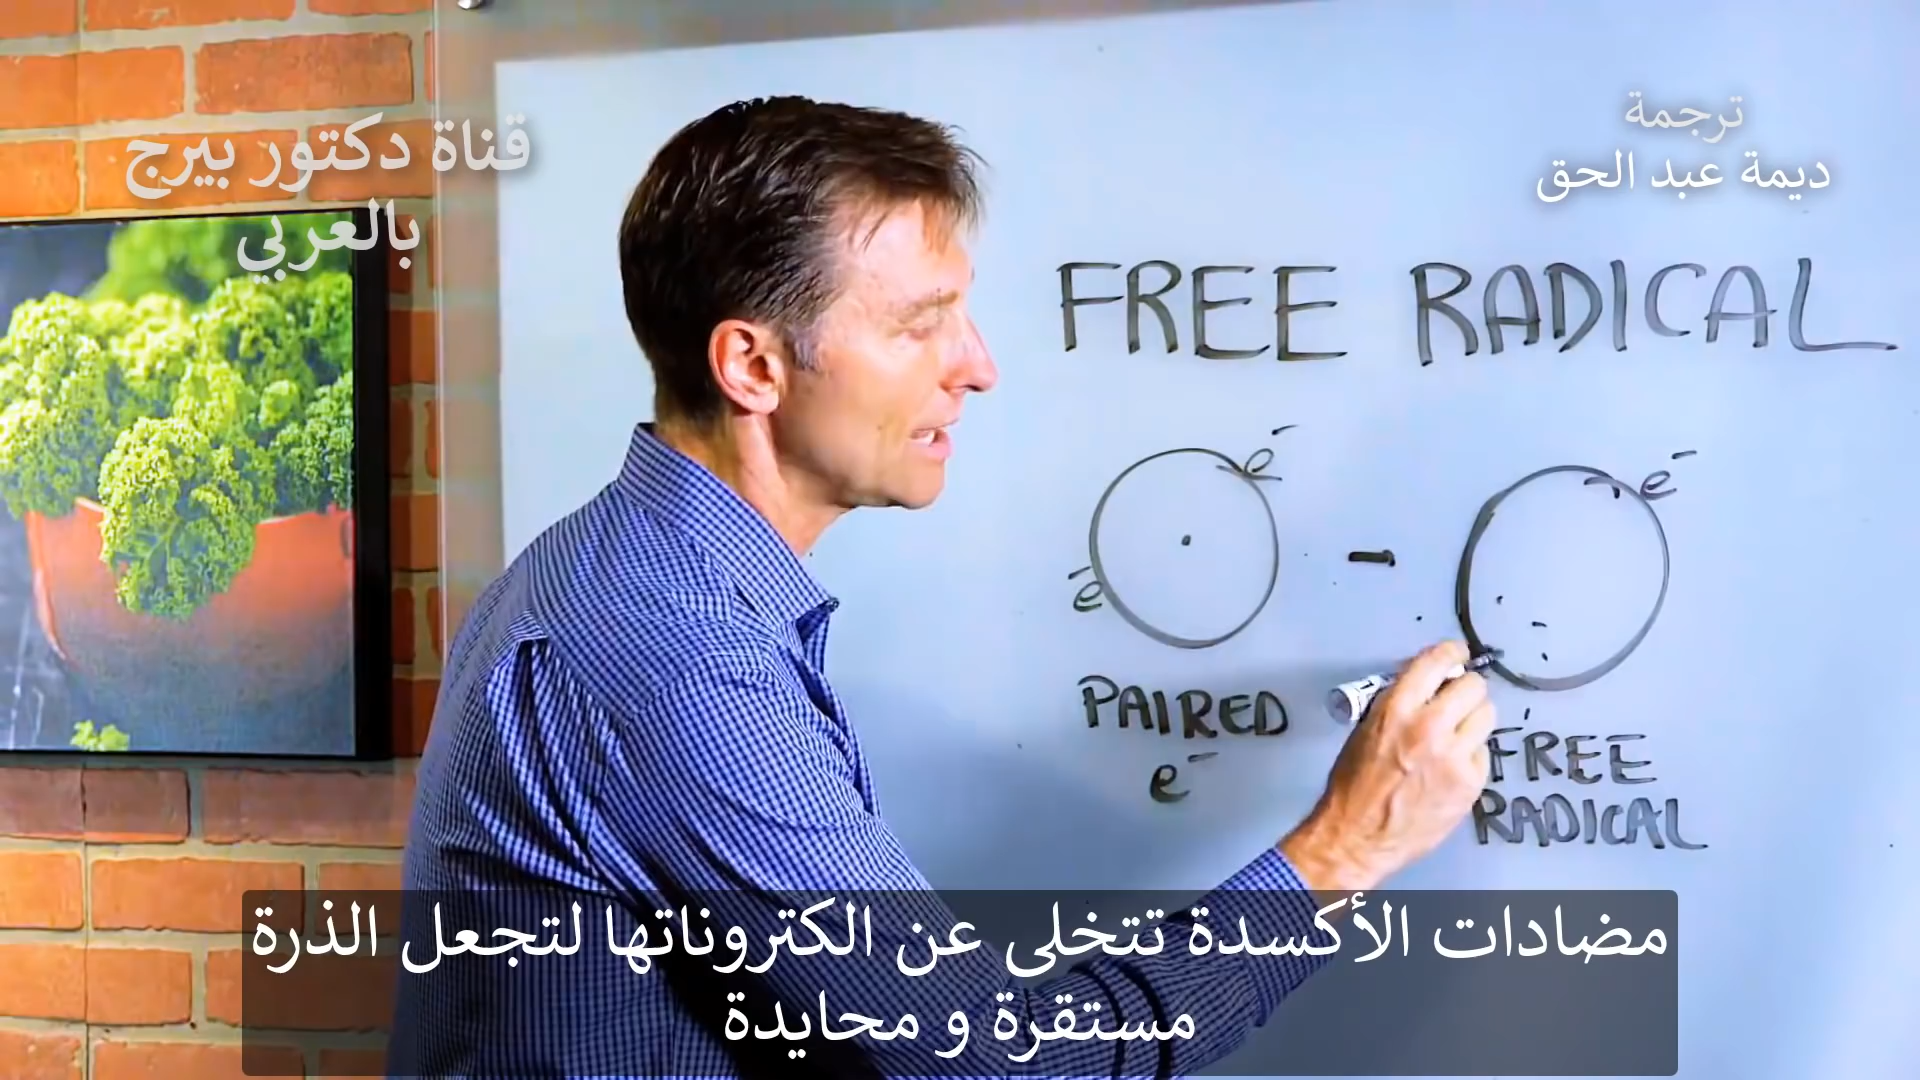 قناة دكتور بيرج
بالعربي
ترجمة
ديمة عبد الحق
FREE RADICAL
e-
e-
e-
PAIRED
e-
FREE
RADICAL
مضادات الأكسدة تتخلى عن الكتروناتها لتجعل الذرة
مستقرة و محايدة